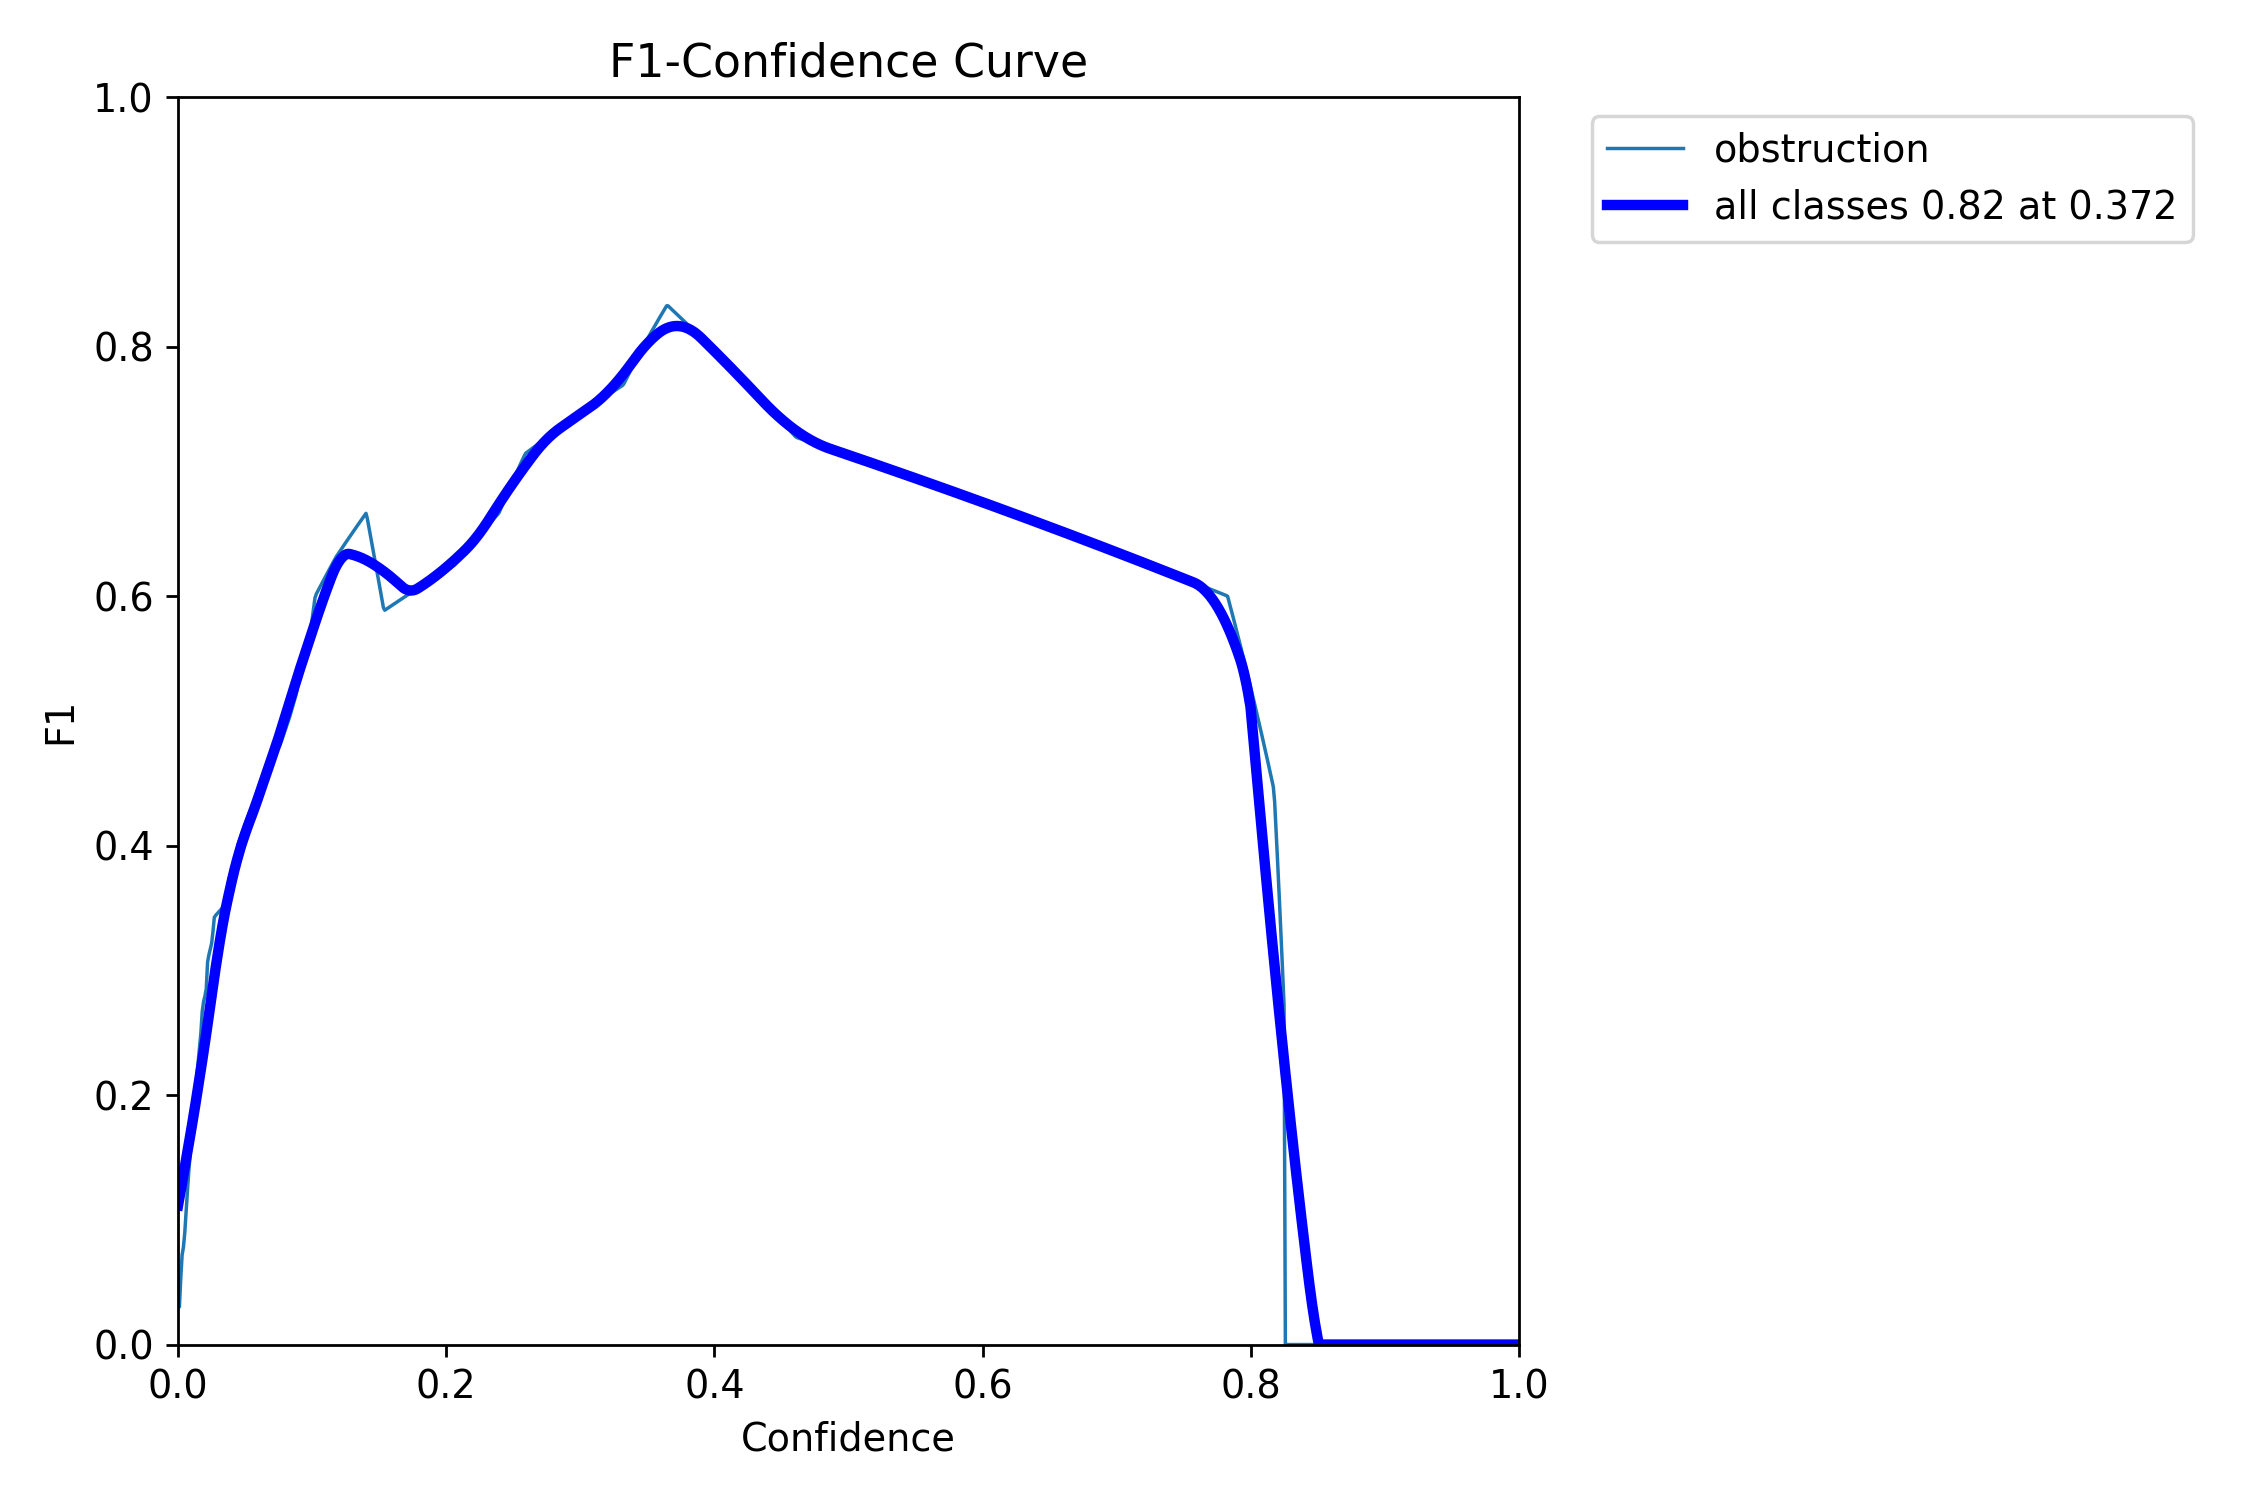 F1-Confidence Curve
1.0
0.8
0.6
0.4
0.2
0.0
F1
0.0 0.2 0.4 0.6 0.8 1.0
Confidence
obstruction
all classes 0.82 at 0.372